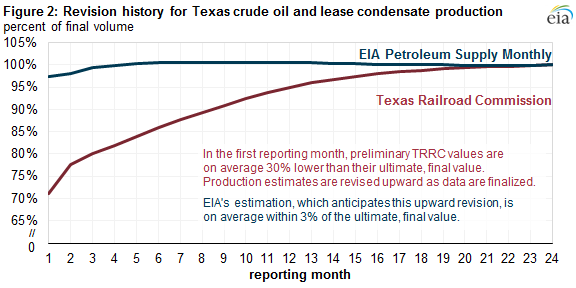 Figure 2: Revision history for Texas crude oil and lease condensate production
percent of final volume
eia
105%
100%
95%
90%
85%
80%
75%
70%
65%
//
0
EIA Petroleum Supply Monthly
Texas Railroad Commission
In the first reporting month, preliminary TRRC values are
on average 30% lower than their ultimate, final value.
Production estimates are revised upward as data are finalized.
EIA's estimation, which anticipates this upward revision, is
on average within 3% of the ultimate, final value.
1 2 3 4 5 6 7 8 9 10 11 12 13 14 15 16 17 18 19 20 21 22 23 24
reporting month